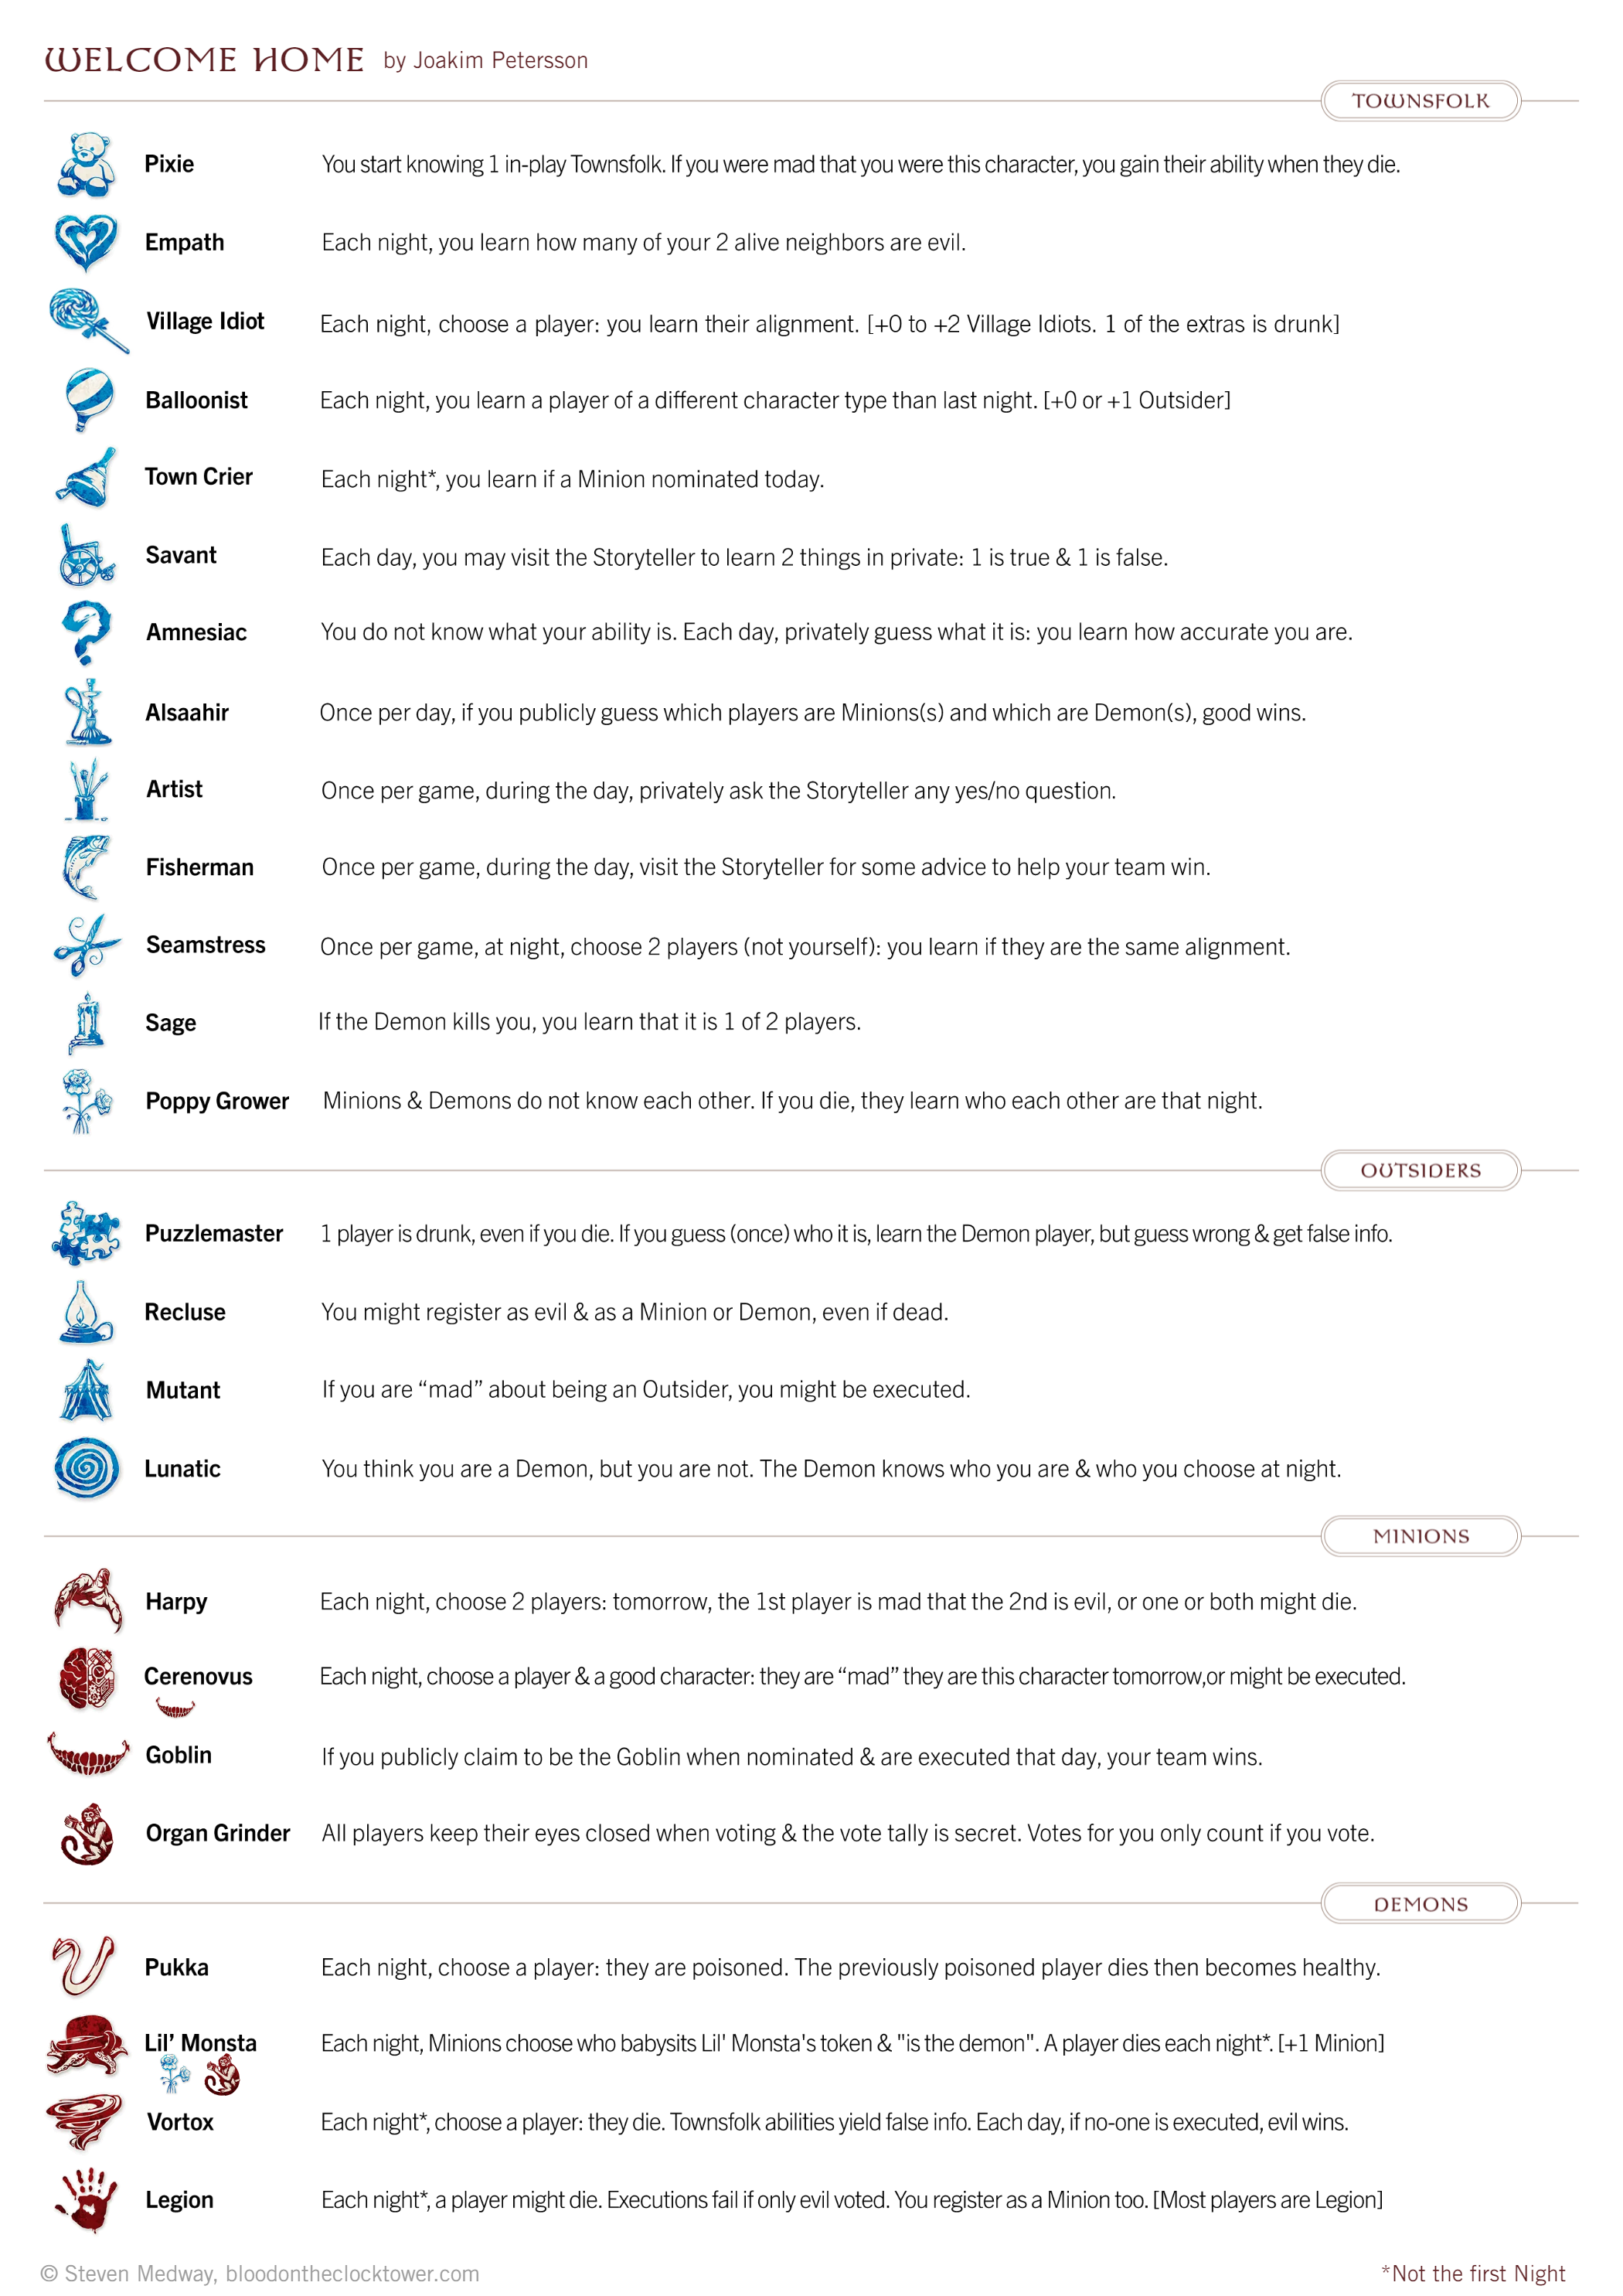 WELCOME HOME by Joakim Petersson
TOWNSFOLK
Pixie You start knowing 1 in-play Townsfolk. If you were mad that you were this character, you gain their ability when they die.
Empath Each night, you learn how many of your 2 alive neighbors are evil.
Village Idiot Each night, choose a player: you learn their alignment. [+0 to +2 Village Idiots. 1 of the extras is drunk]
Balloonist Each night, you learn a player of a different character type than last night. [+0 or +1 Outsider]
Town Crier Each night*, you learn if a Minion nominated today.
Savant Each day, you may visit the Storyteller to learn 2 things in private: 1 is true & 1 is false.
Amnesiac You do not know what your ability is. Each day, privately guess what it is: you learn how accurate you are.
Alsaahir Once per day, if you publicly guess which players are Minions(s) and which are Demon(s), good wins.
Artist Once per game, during the day, privately ask the Storyteller any yes/no question.
Fisherman Once per game, during the day, visit the Storyteller for some advice to help your team win.
Seamstress Once per game, at night, choose 2 players (not yourself): you learn if they are the same alignment.
Sage If the Demon kills you, you learn that it is 1 of 2 players.
Poppy Grower Minions & Demons do not know each other. If you die, they learn who each other are that night.
OUTSIDERS
Puzzlemaster 1 player is drunk, even if you die. If you guess (once) who it is, learn the Demon player, but guess wrong & get false info.
Recluse You might register as evil & as a Minion or Demon, even if dead.
Mutant If you are “mad” about being an Outsider, you might be executed.
Lunatic You think you are a Demon, but you are not. The Demon knows who you are & who you choose at night.
MINIONS
Harpy Each night, choose 2 players: tomorrow, the 1st player is mad that the 2nd is evil, or one or both might die.
Cerenovus Each night, choose a player & a good character: they are “mad” they are this character tomorrow,or might be executed.
Goblin If you publicly claim to be the Goblin when nominated & are executed that day, your team wins.
Organ Grinder All players keep their eyes closed when voting & the vote tally is secret. Votes for you only count if you vote.
DEMONS
Pukka Each night, choose a player: they are poisoned. The previously poisoned player dies then becomes healthy.
Lil’ Monsta Each night, Minions choose who babysits Lil' Monsta's token & "is the demon". A player dies each night*. [+1 Minion]
Vortox Each night*, choose a player: they die. Townsfolk abilities yield false info. Each day, if no-one is executed, evil wins.
Legion Each night*, a player might die. Executions fail if only evil voted. You register as a Minion too. [Most players are Legion]
© Steven Medway, bloodontheclocktower.com *Not the first Night